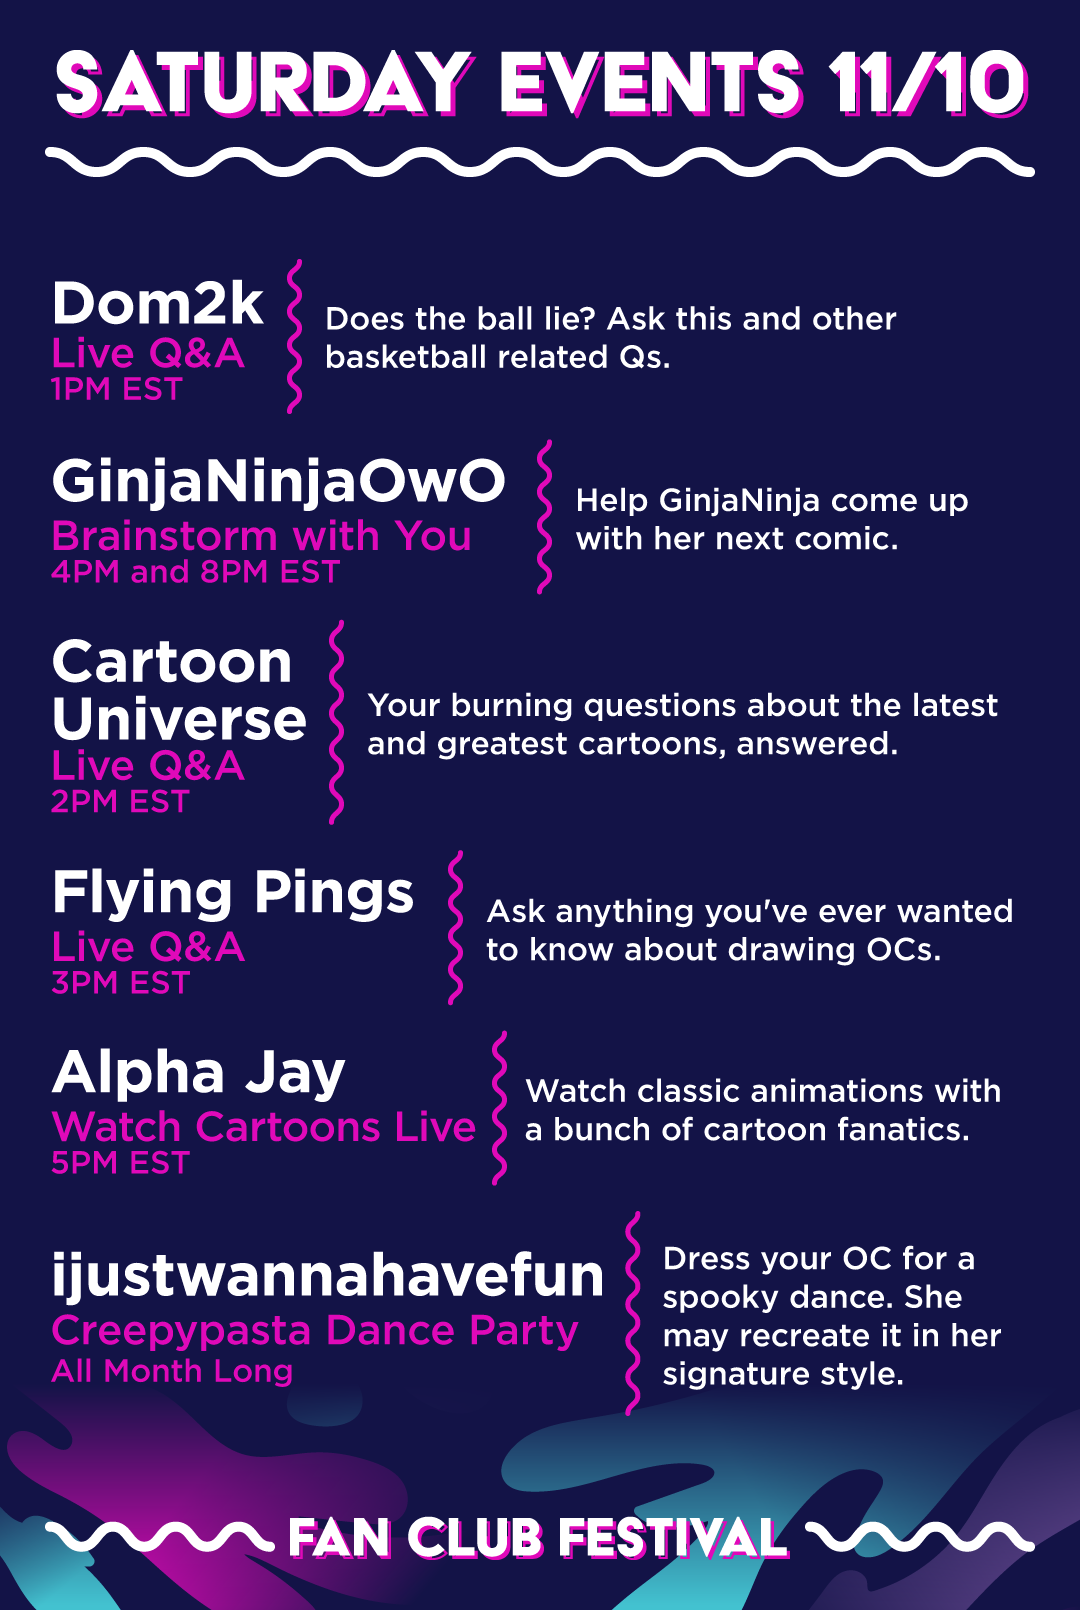 SATURDAY EVENTS 11/10
Dom2k
Live Q&A
1PM EST
Does the ball lie? Ask this and other
basketball related Qs.
GinjaNinjaOwO
Brainstorm with You
4PM and 8PM EST
Help GinjaNinja come up
with her next comic.
Cartoon
Universe
Live Q&A
2PM EST
Your burning questions about the latest
and greatest cartoons, answered.
Flying Pings
Live Q&A
3PM EST
Ask anything you've ever wanted
to know about drawing OCs.
Alpha Jay
Watch Cartoons Live
5PM EST
Watch classic animations with
a bunch of cartoon fanatics.
ijustwannahavefun
Creepypasta Dance Party
All Month Long
Dress your OC for a
spooky dance. She
may recreate it in her
signature style.
FAN CLUB FESTIVAL